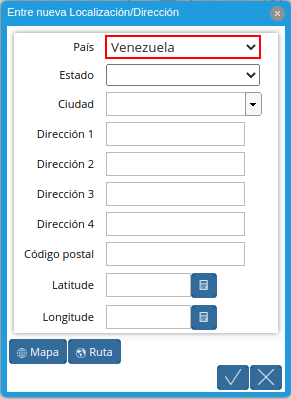 Entre nueva Localización/Dirección
País Venezuela
Estado
Ciudad
Dirección 1
Dirección 2
Dirección 3
Dirección 4
Código postal
Latitude
Longitude
Mapa Ruta